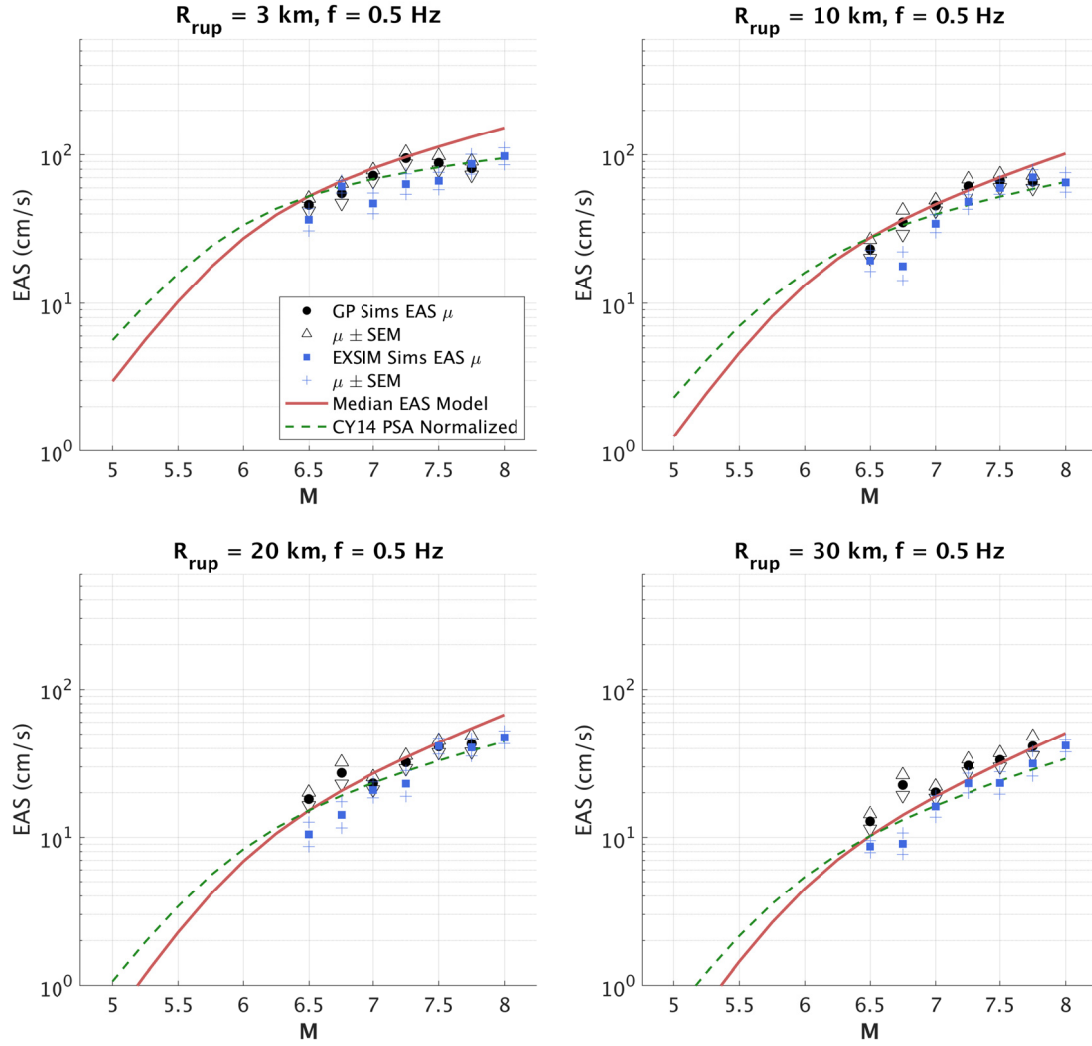 R_rup = 3 km, f = 0.5 Hz
EAS (cm/s)
10^2
10^1
10^0
GP Sims EAS μ
μ ± SEM
EXSIM Sims EAS μ
μ ± SEM
Median EAS Model
CY14 PSA Normalized
5 5.5 6 6.5 7 7.5 8
M
R_rup = 10 km, f = 0.5 Hz
EAS (cm/s)
10^2
10^1
10^0
5 5.5 6 6.5 7 7.5 8
M
R_rup = 20 km, f = 0.5 Hz
EAS (cm/s)
10^2
10^1
10^0
5 5.5 6 6.5 7 7.5 8
M
R_rup = 30 km, f = 0.5 Hz
EAS (cm/s)
10^2
10^1
10^0
5 5.5 6 6.5 7 7.5 8
M